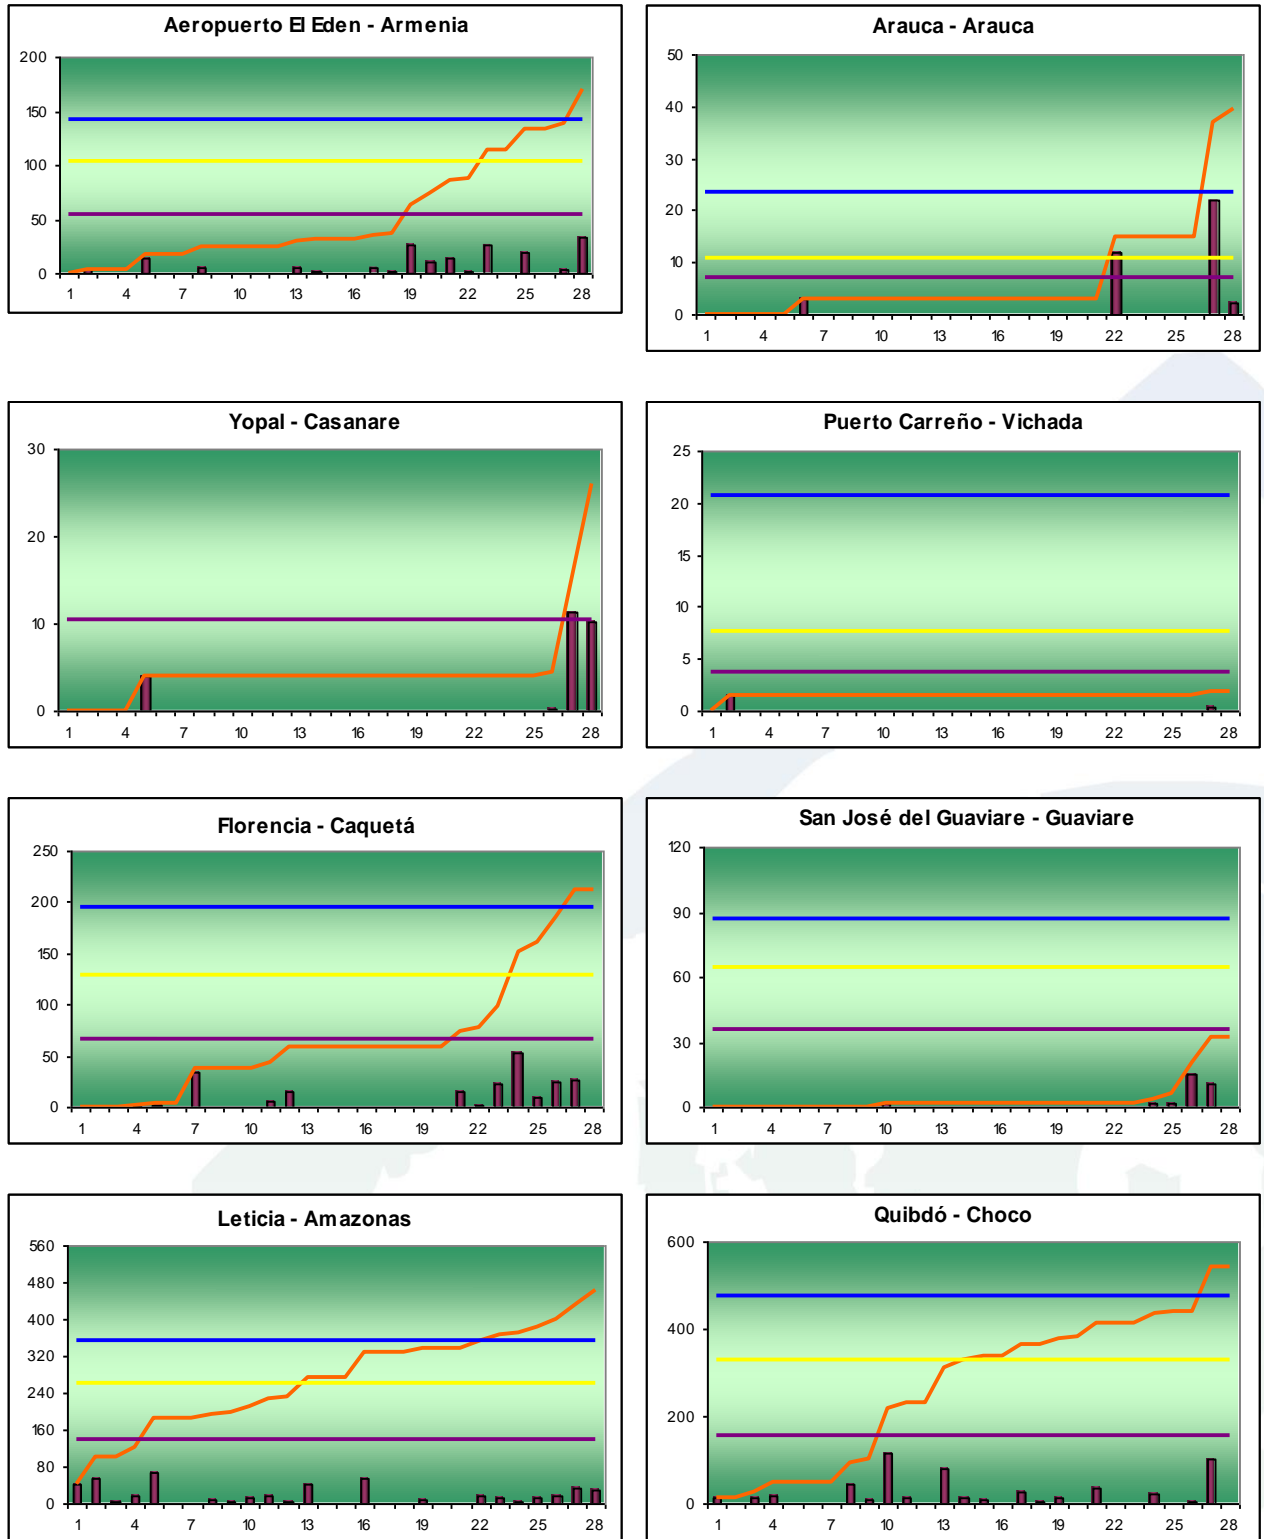 Aeropuerto El Eden - Armenia
200
150
100
50
0
1 4 7 10 13 16 19 22 25 28
Arauca - Arauca
50
40
30
20
10
0
1 4 7 10 13 16 19 22 25 28
Yopal - Casanare
30
20
10
0
1 4 7 10 13 16 19 22 25 28
Puerto Carreño - Vichada
25
20
15
10
5
0
1 4 7 10 13 16 19 22 25 28
Florencia - Caquetá
250
200
150
100
50
0
1 4 7 10 13 16 19 22 25 28
San José del Guaviare - Guaviare
120
90
60
30
0
1 4 7 10 13 16 19 22 25 28
Leticia - Amazonas
560
480
400
320
240
160
80
0
1 4 7 10 13 16 19 22 25 28
Quibdó - Choco
600
400
200
0
1 4 7 10 13 16 19 22 25 28